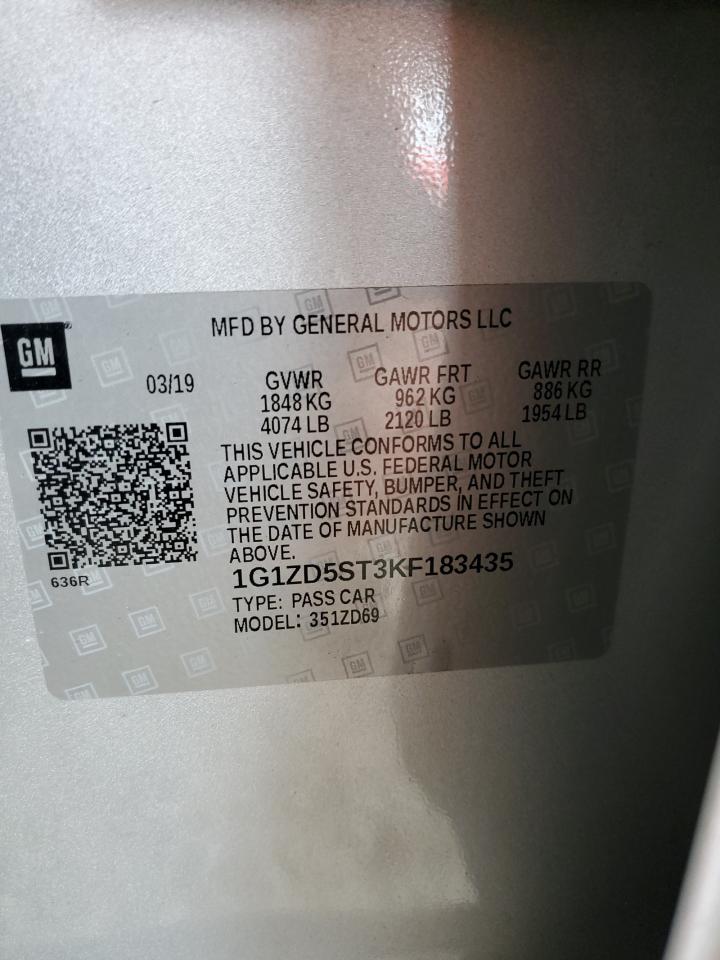 MFD BY GENERAL MOTORS LLC
GM
03/19
GVWR GAWR FRT GAWR RR
1848 KG 962 KG 886 KG
4074 LB 2120 LB 1954 LB
THIS VEHICLE CONFORMS TO ALL
APPLICABLE U.S. FEDERAL MOTOR
VEHICLE SAFETY, BUMPER, AND THEFT
PREVENTION STANDARDS IN EFFECT ON
THE DATE OF MANUFACTURE SHOWN
ABOVE.
636R
1G1ZD5ST3KF183435
TYPE: PASS CAR
MODEL: 351ZD69